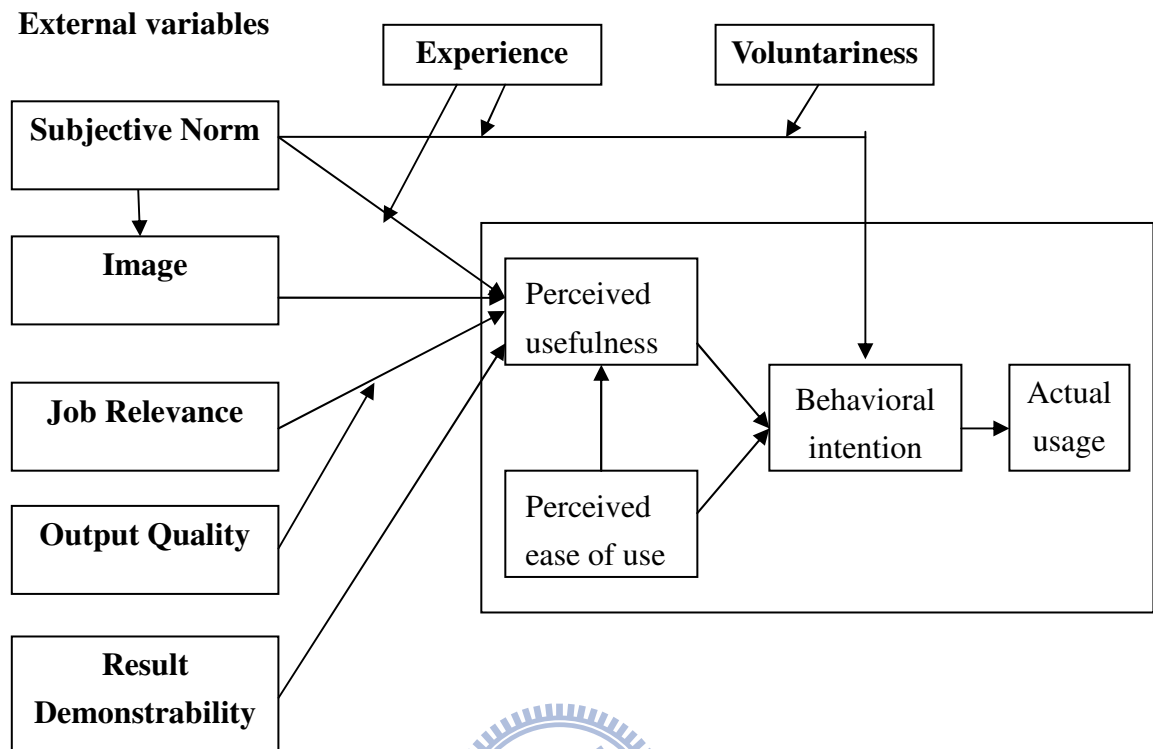 External variables
Experience
Voluntariness
Subjective Norm
Image
Job Relevance
Output Quality
Result
Demonstrability
Perceived
usefulness
Perceived
ease of use
Behavioral
intention
Actual
usage